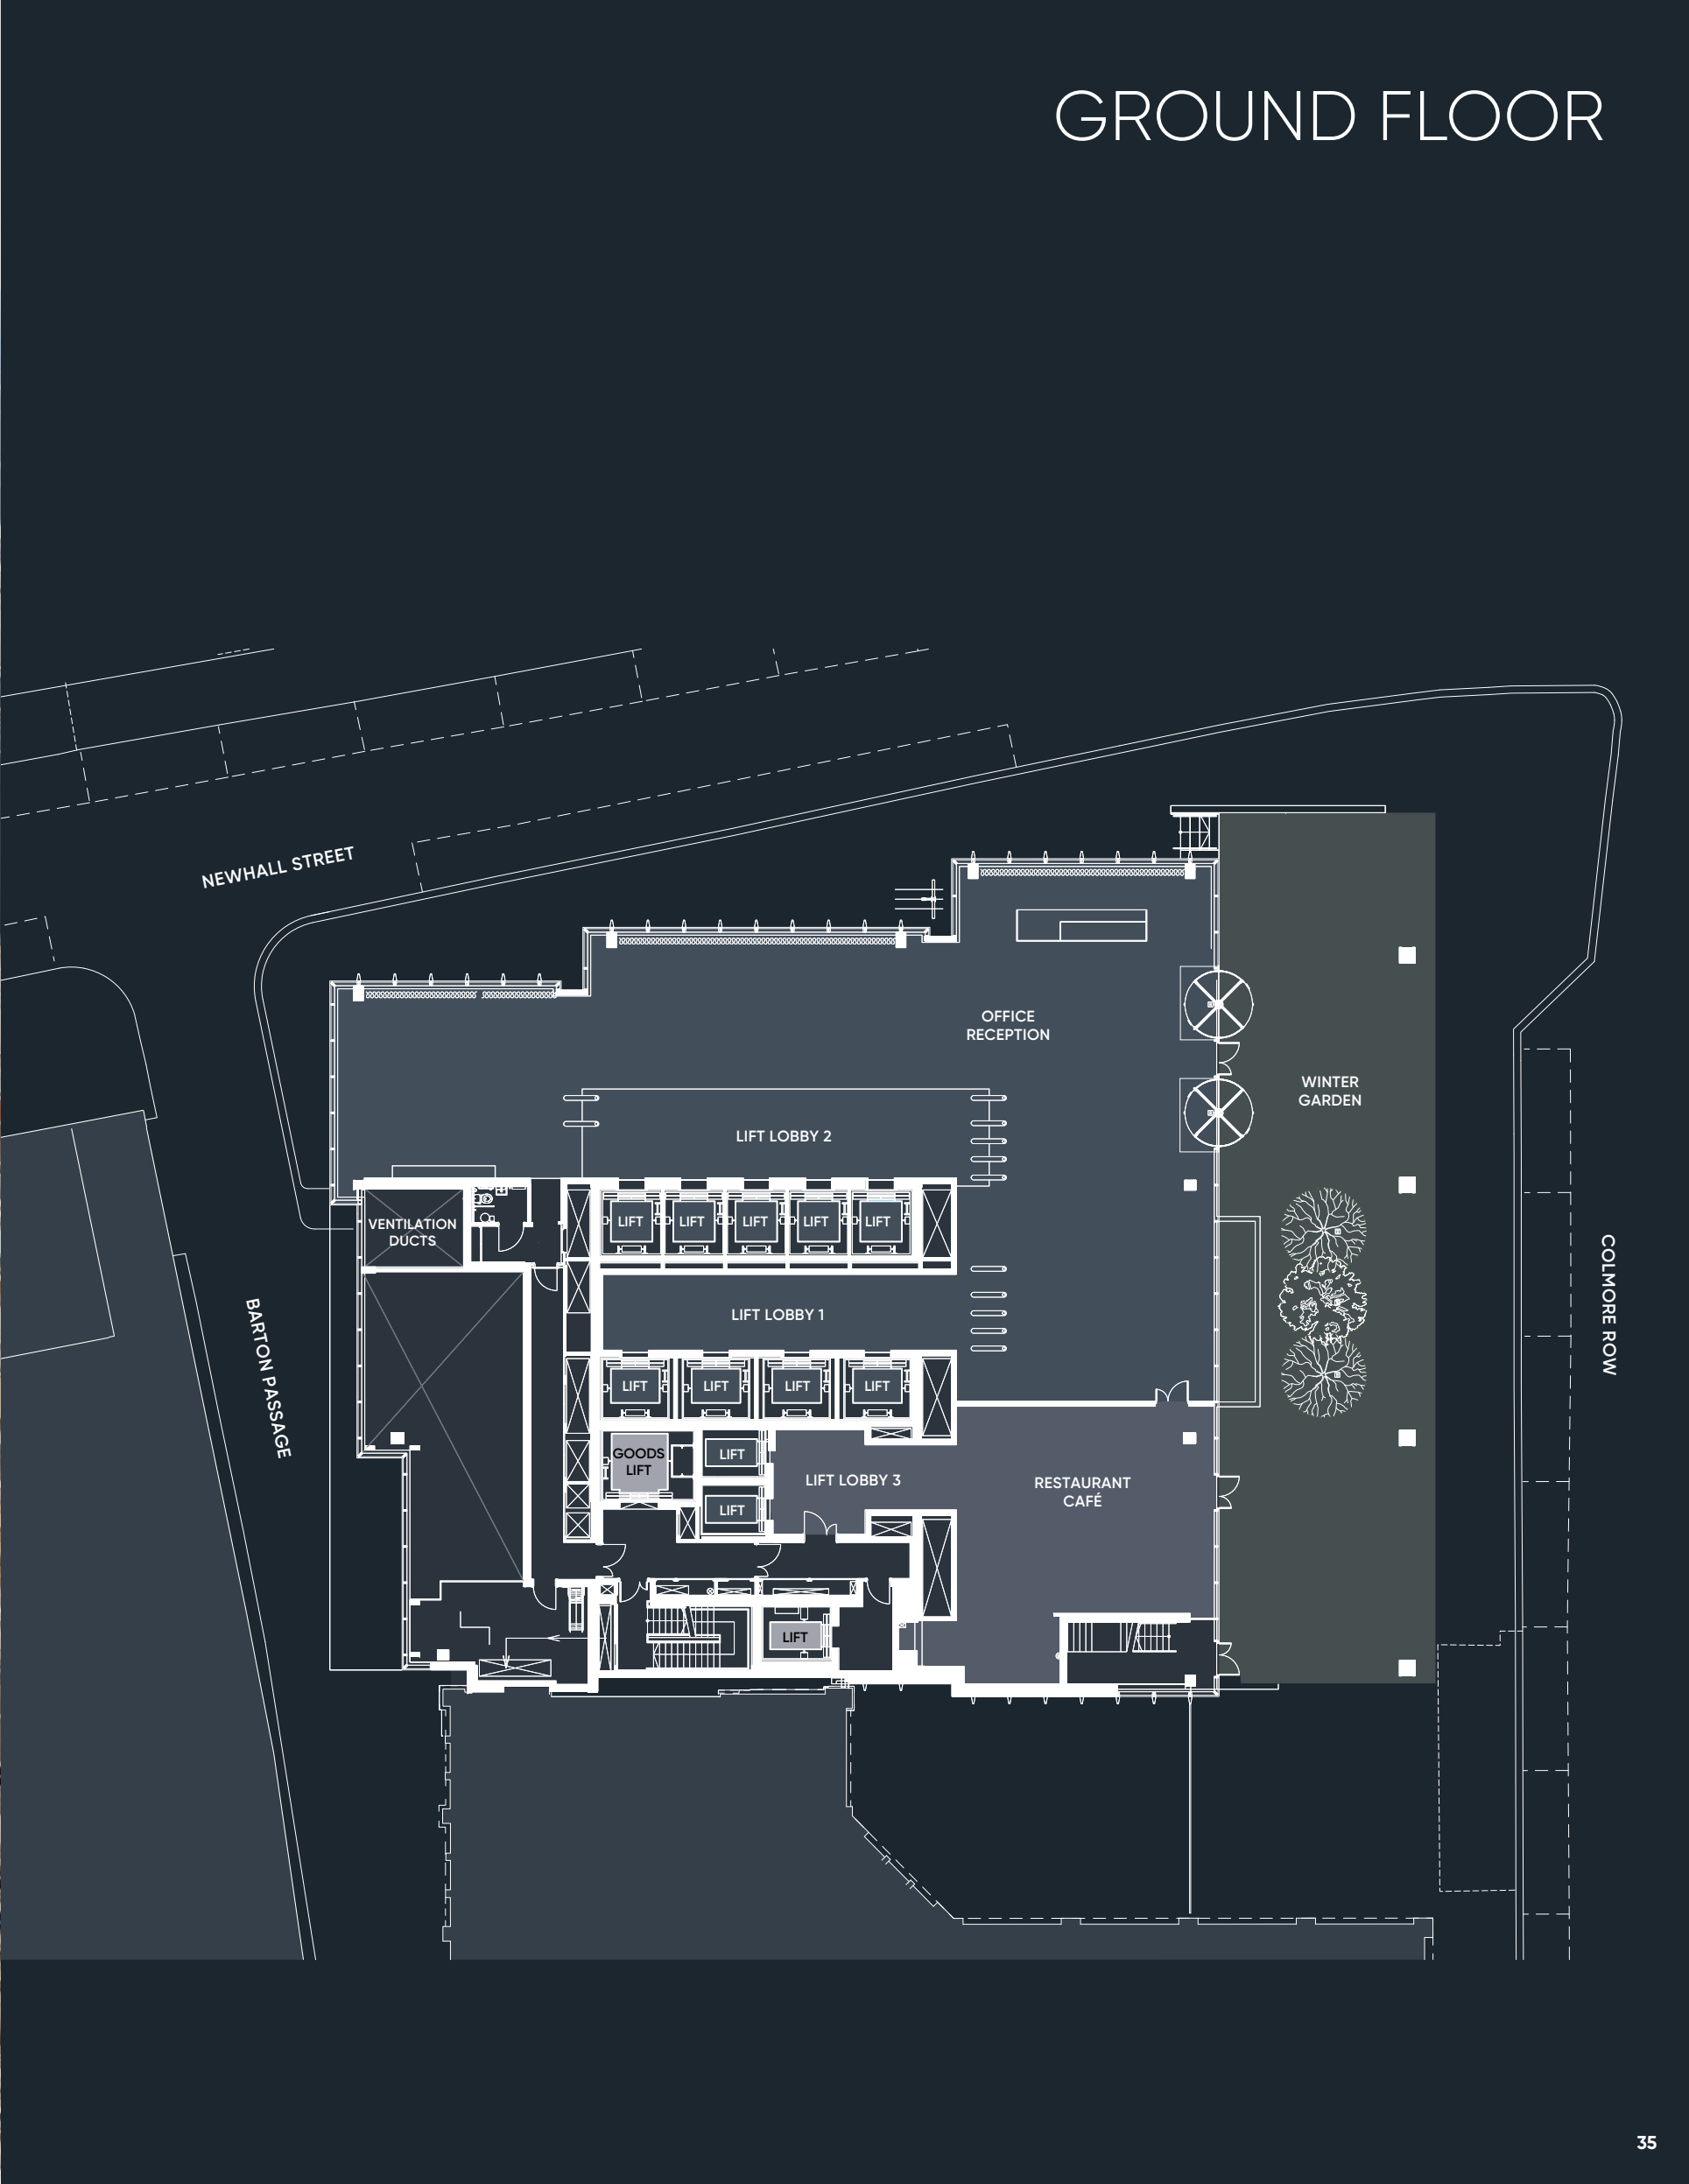 GROUND FLOOR
NEWHALL STREET
OFFICE
RECEPTION
WINTER
GARDEN
LIFT LOBBY 2
VENTILATION
DUCTS
LIFT
LIFT
LIFT
LIFT
LIFT
COLMORE ROW
BARTON PASSAGE
LIFT LOBBY 1
LIFT
LIFT
LIFT
LIFT
GOODS
LIFT
LIFT
LIFT
LIFT LOBBY 3
RESTAURANT
CAFÉ
LIFT
35